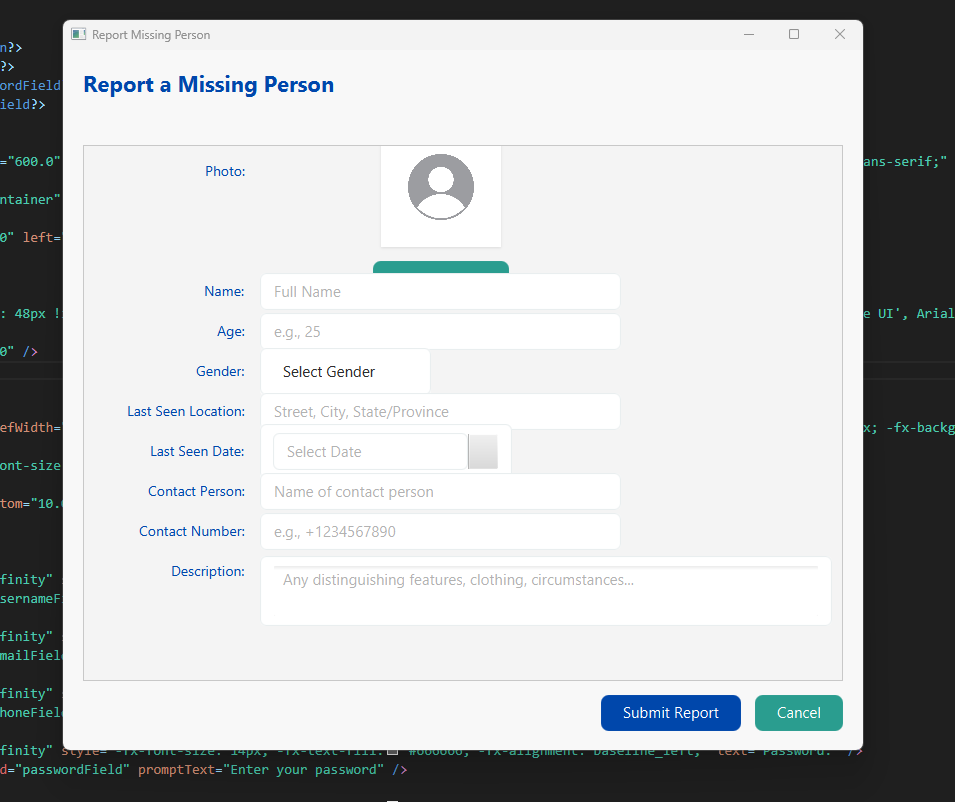 Report Missing Person
n?>
?>
ordField
ield?>
Report a Missing Person
="600.0"
ans-serif;"
ntainer"
0" left=
: 48px !
e UI', Arial
0" />
Photo:
Name:
Full Name
Age:
e.g., 25
Gender:
Select Gender
Last Seen Location:
Street, City, State/Province
efWidth=
x; -fx-backg
Last Seen Date:
Select Date
ont-size
Contact Person:
Name of contact person
tom="10.
Contact Number:
e.g., +1234567890
Description:
Any distinguishing features, clothing, circumstances...
finity"
sernameF
finity"
mailField
finity"
honeField
Submit Report
Cancel
finity" style="-fx-font-size: 14px; -fx-text-fill: #666666; -fx-alignment: baseline_left;" text="Password:" />
d="passwordField" promptText="Enter your password" />